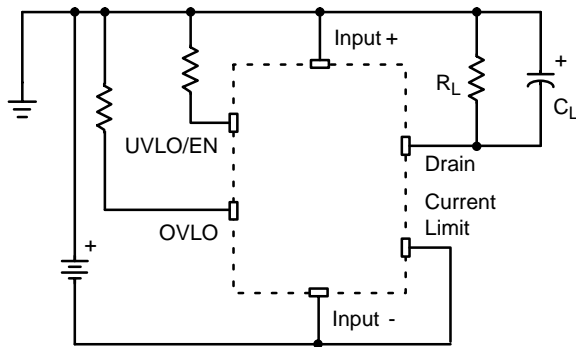 Input +
+
R_L
C_L
UVLO/EN
Drain
OVLO
Current
Limit
+
Input -